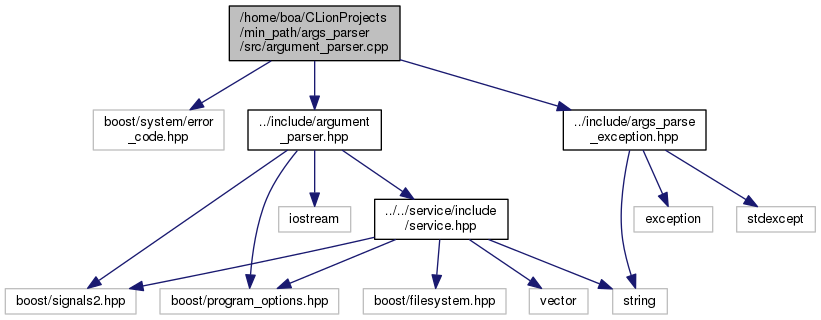 /home/boa/CLionProjects
/min_path/args_parser
/src/argument_parser.cpp
boost/system/error
_code.hpp
../include/argument
_parser.hpp
../include/args_parse
_exception.hpp
iostream
../../service/include
/service.hpp
exception
stdexcept
boost/signals2.hpp
boost/program_options.hpp
boost/filesystem.hpp
vector
string